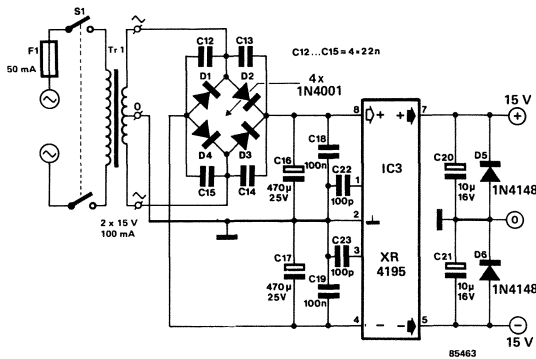 S1
F1
50 mA
Tr 1
2 x 15 V
100 mA
0
C12
C13
C12...C15 = 4 x 22n
D1
D2
4x
1N4001
D4
D3
C15
C14
C16
470µ
25V
C17
470µ
25V
C18
100n
C22
100p
C23
100p
C19
100n
8
1
2
3
4
7
5
+
+
IC3
XR
4195
-
-
C20
10µ
16V
D5
1N4148
C21
10µ
16V
D6
1N4148
15 V
+
0
-
15 V
85463